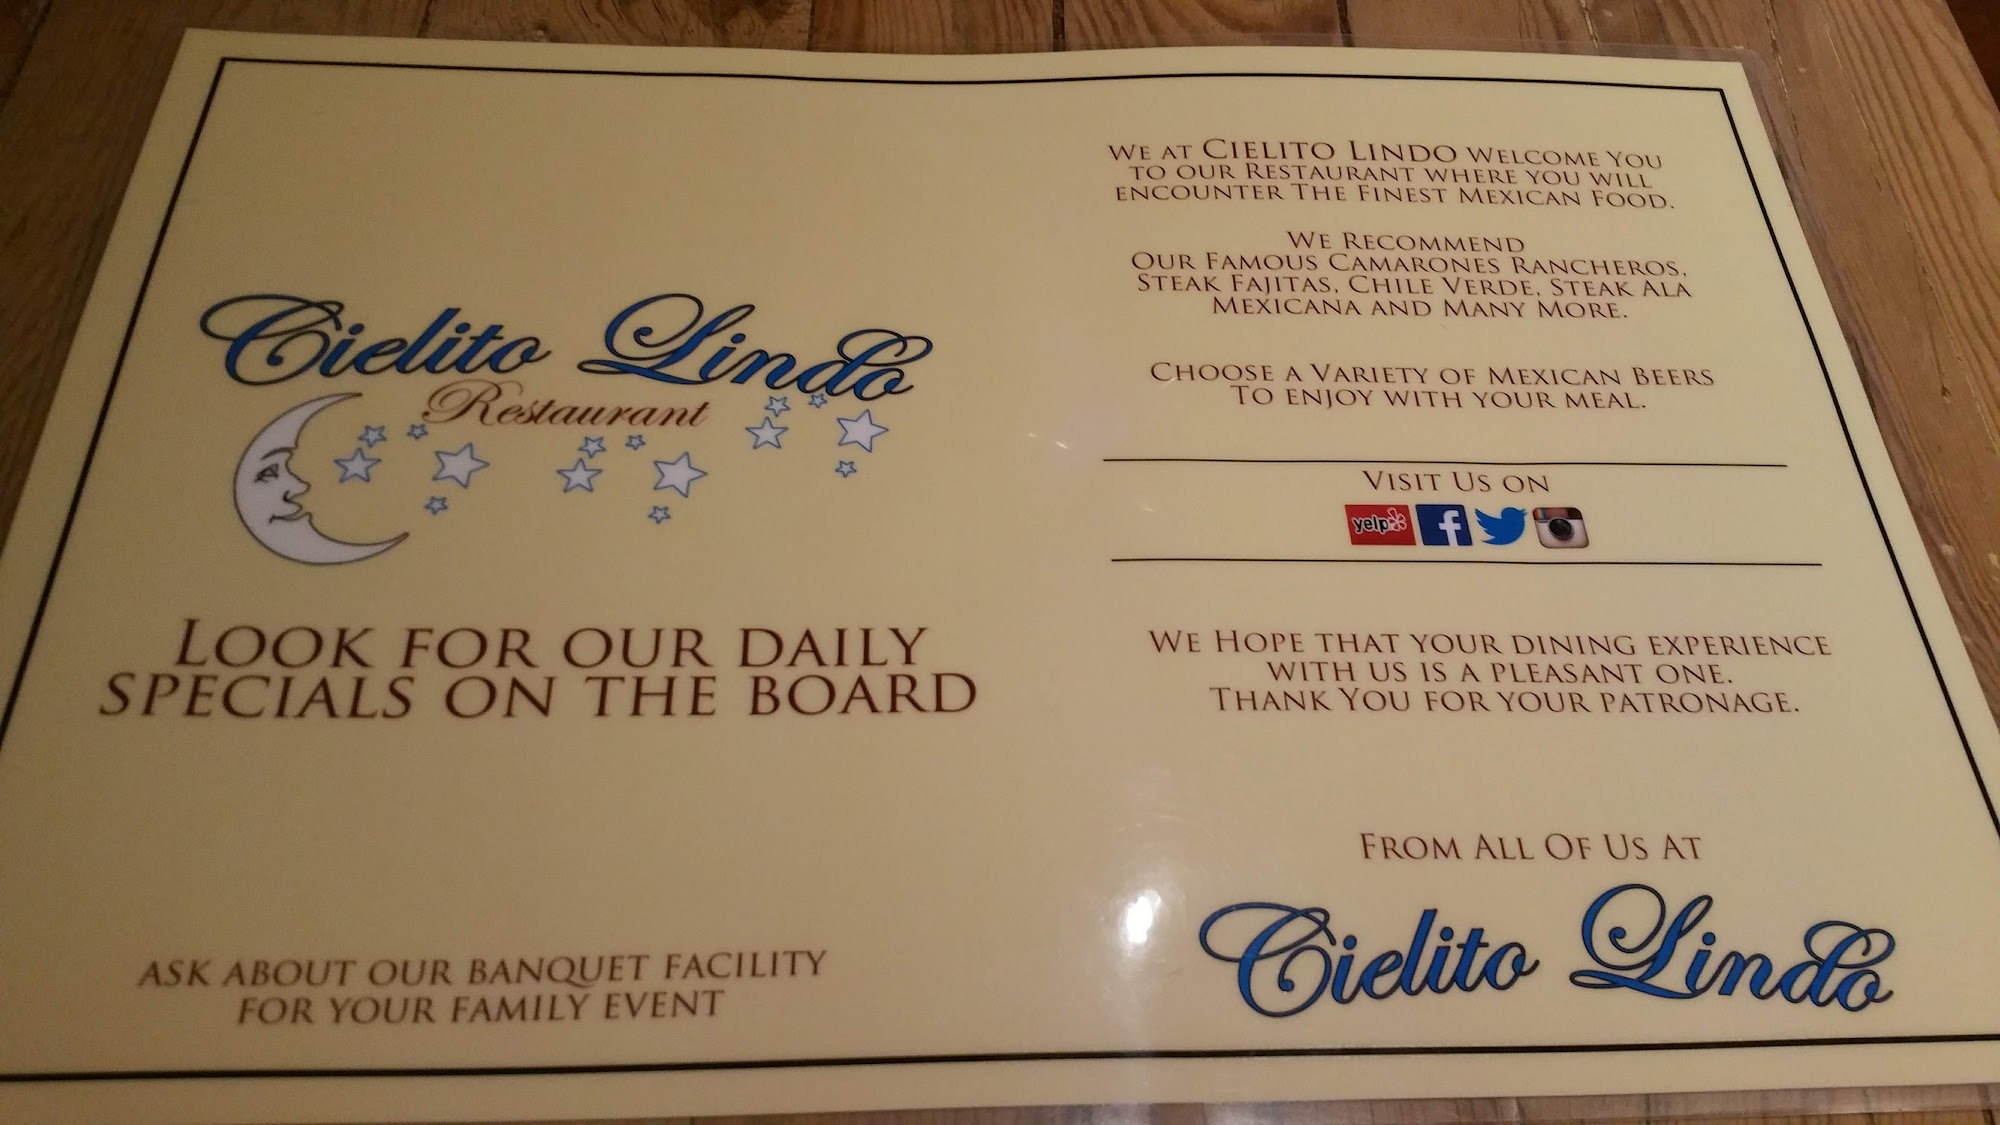 Cielito Lindo
Restaurant
LOOK FOR OUR DAILY
SPECIALS ON THE BOARD
ASK ABOUT OUR BANQUET FACILITY
FOR YOUR FAMILY EVENT
WE AT CIELITO LINDO WELCOME YOU
TO OUR RESTAURANT WHERE YOU WILL
ENCOUNTER THE FINEST MEXICAN FOOD.
WE RECOMMEND
OUR FAMOUS CAMARONES RANCHEROS,
STEAK FAJITAS, CHILE VERDE, STEAK ALA
MEXICANA AND MANY MORE.
CHOOSE A VARIETY OF MEXICAN BEERS
TO ENJOY WITH YOUR MEAL.
VISIT US ON
yelp f
WE HOPE THAT YOUR DINING EXPERIENCE
WITH US IS A PLEASANT ONE.
THANK YOU FOR YOUR PATRONAGE.
FROM ALL OF US AT
Cielito Lindo